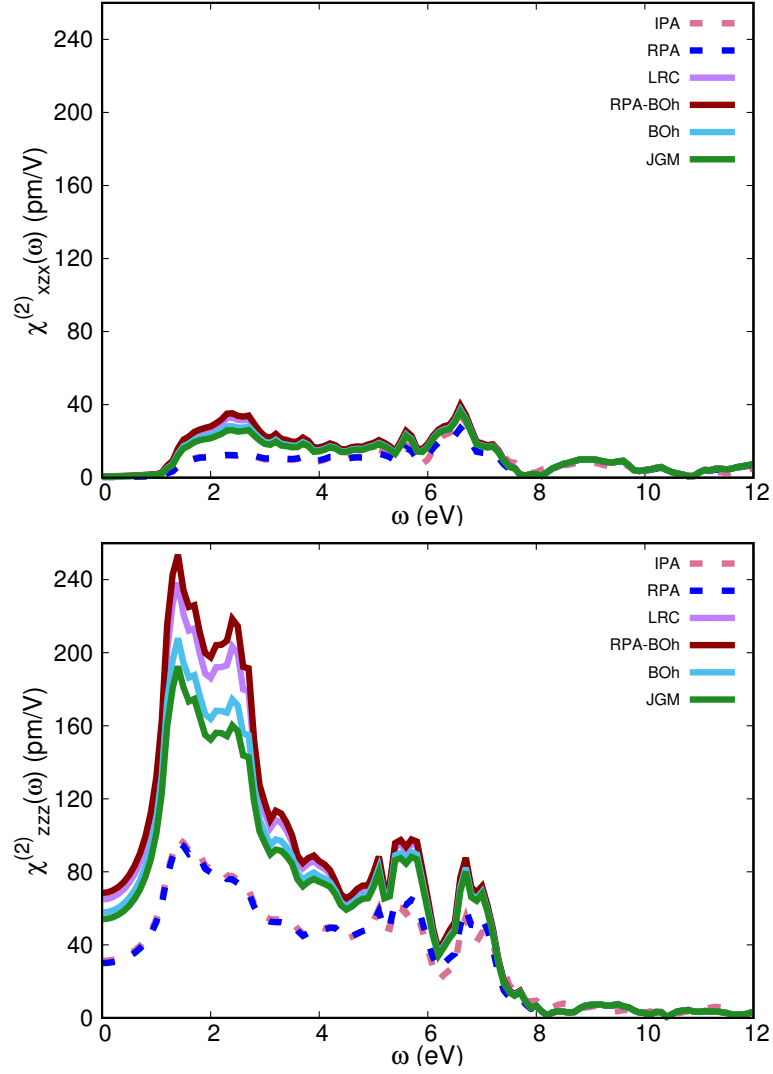 240
200
160
120
80
40
0
χ(2)xzx(ω) (pm/V)
IPA
RPA
LRC
RPA-BOh
BOh
JGM
0 2 4 6 8 10 12
ω (eV)
240
200
160
120
80
40
0
χ(2)zzz(ω) (pm/V)
IPA
RPA
LRC
RPA-BOh
BOh
JGM
0 2 4 6 8 10 12
ω (eV)